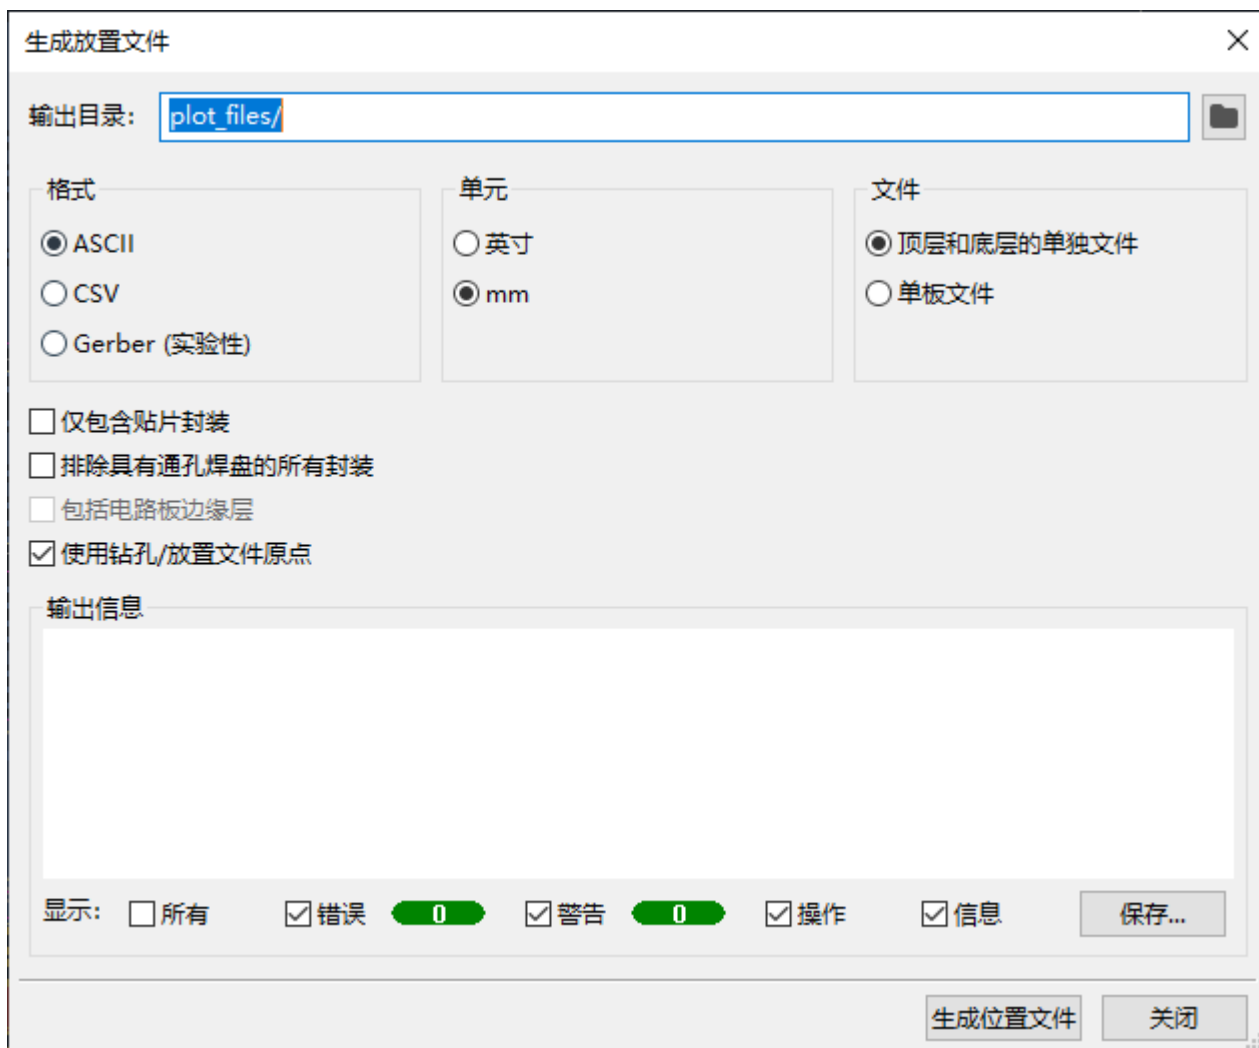 生成放置文件
输出目录： plot_files/
格式 单元 文件
ASCII 英寸 顶层和底层的单独文件
CSV mm 单板文件
Gerber (实验性)
仅包含贴片封装
排除具有通孔焊盘的所有封装
包括电路板边缘层
使用钻孔/放置文件原点
输出信息
显示： 所有 错误 0 警告 0 操作 信息 保存...
生成位置文件 关闭